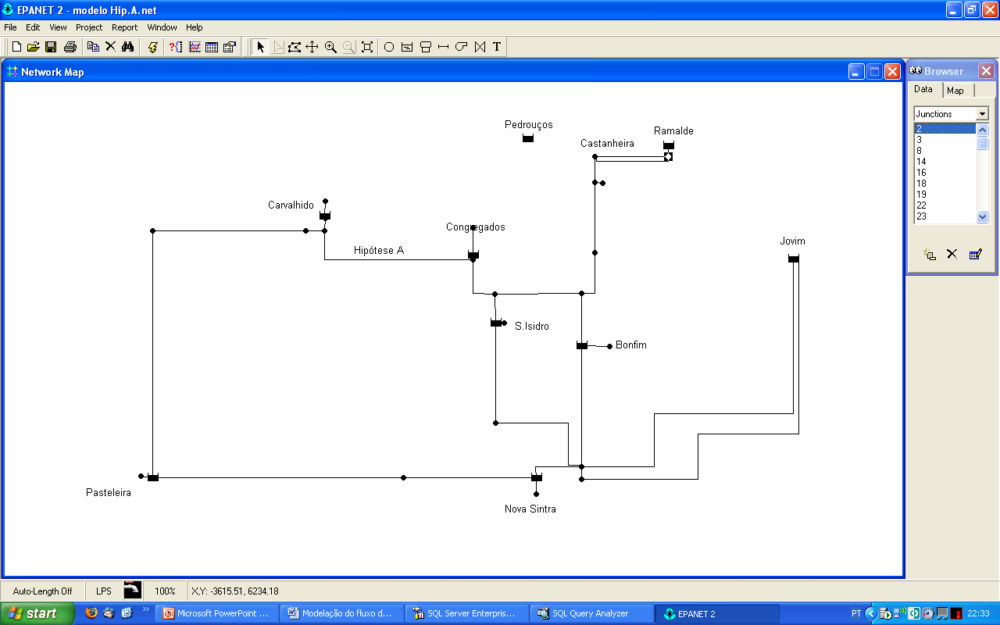 EPANET 2 - modelo Hip.A.net
File Edit View Project Report Window Help
?{}
T
Network Map
Browser
Data Map
Junctions
2
3
8
14
16
18
19
22
23
Pedrouços
Ramalde
Castanheira
Carvalhido
Congregados
Hipótese A
Jovim
S.Isidro
Bonfim
Pasteleira
Nova Sintra
Auto-Length Off LPS 100% X,Y: -3615.51, 6234.18
start Microsoft PowerPoint ... Modelação do fluxo d... SQL Server Enterpris... SQL Query Analyzer EPANET 2 PT 22:33